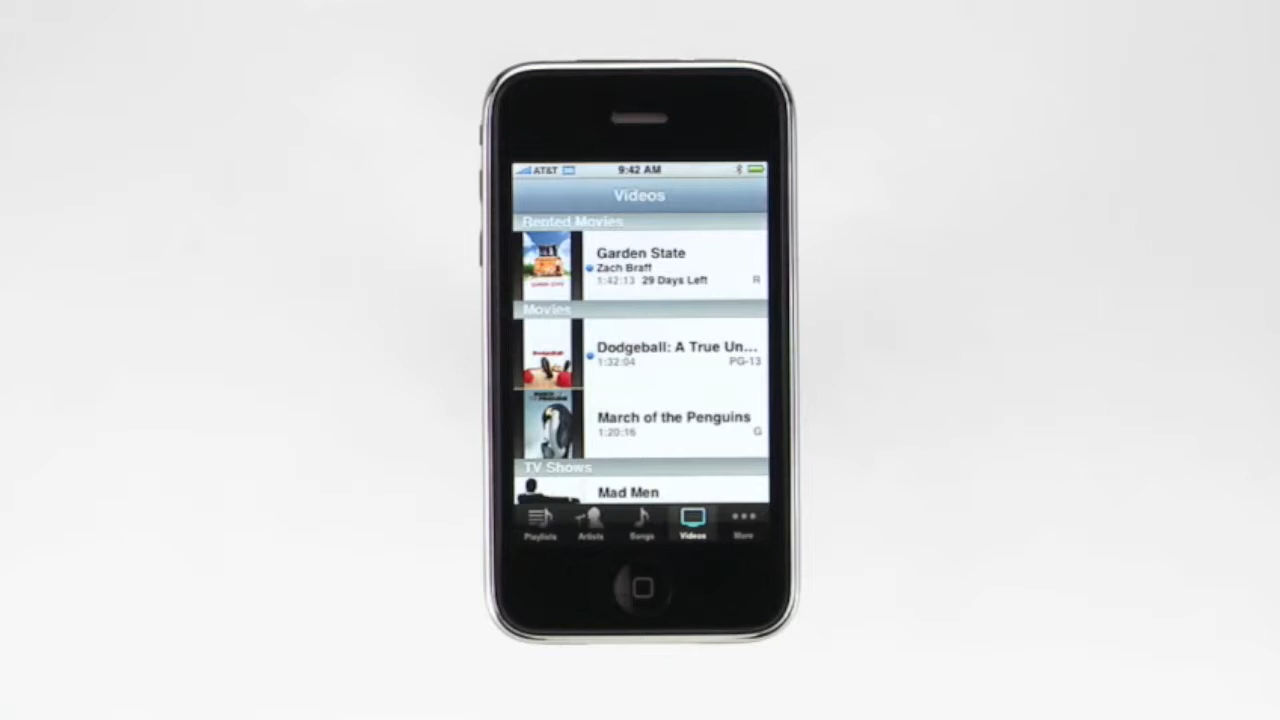 AT&T 3G 9:42 AM
Videos
Rented Movies
Garden State
Zach Braff
1:42:13 29 Days Left R
Movies
Dodgeball: A True Un...
1:32:04 PG-13
March of the Penguins
1:20:16 G
TV Shows
Mad Men
Playlists Artists Songs Videos More